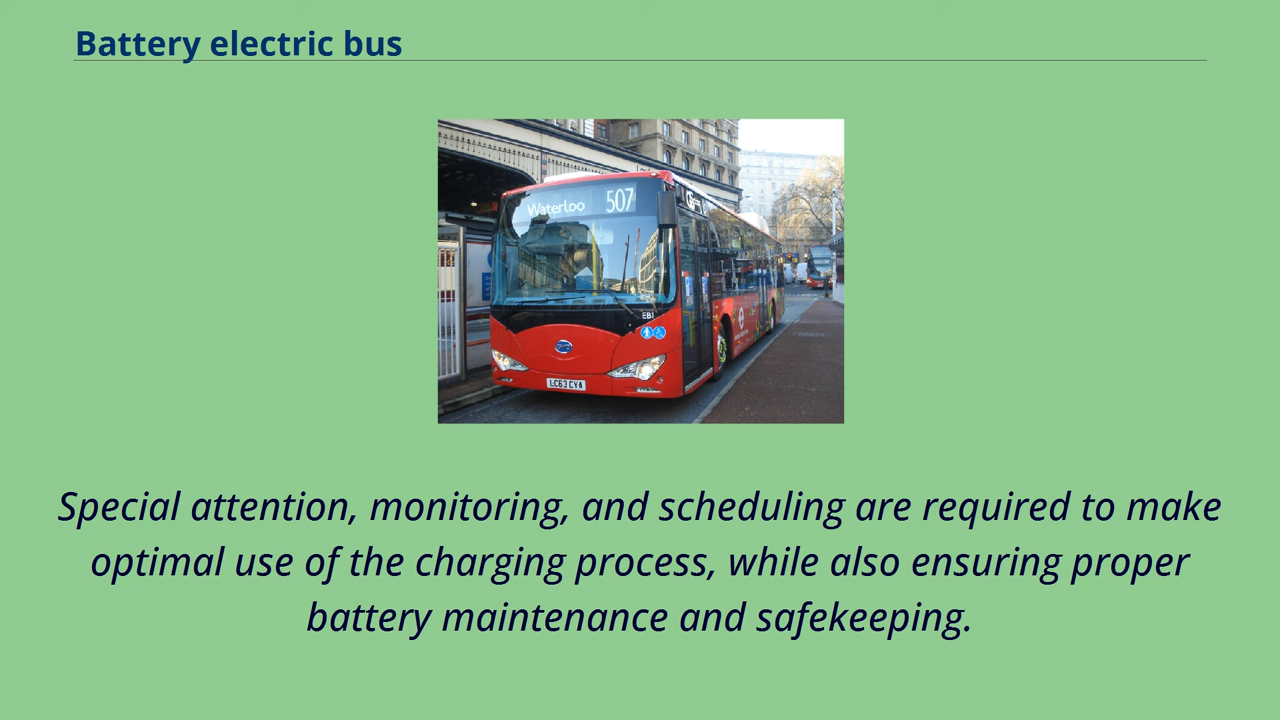 Battery electric bus
Waterloo 507
EB1
LC63 CYA
Special attention, monitoring, and scheduling are required to make
optimal use of the charging process, while also ensuring proper
battery maintenance and safekeeping.